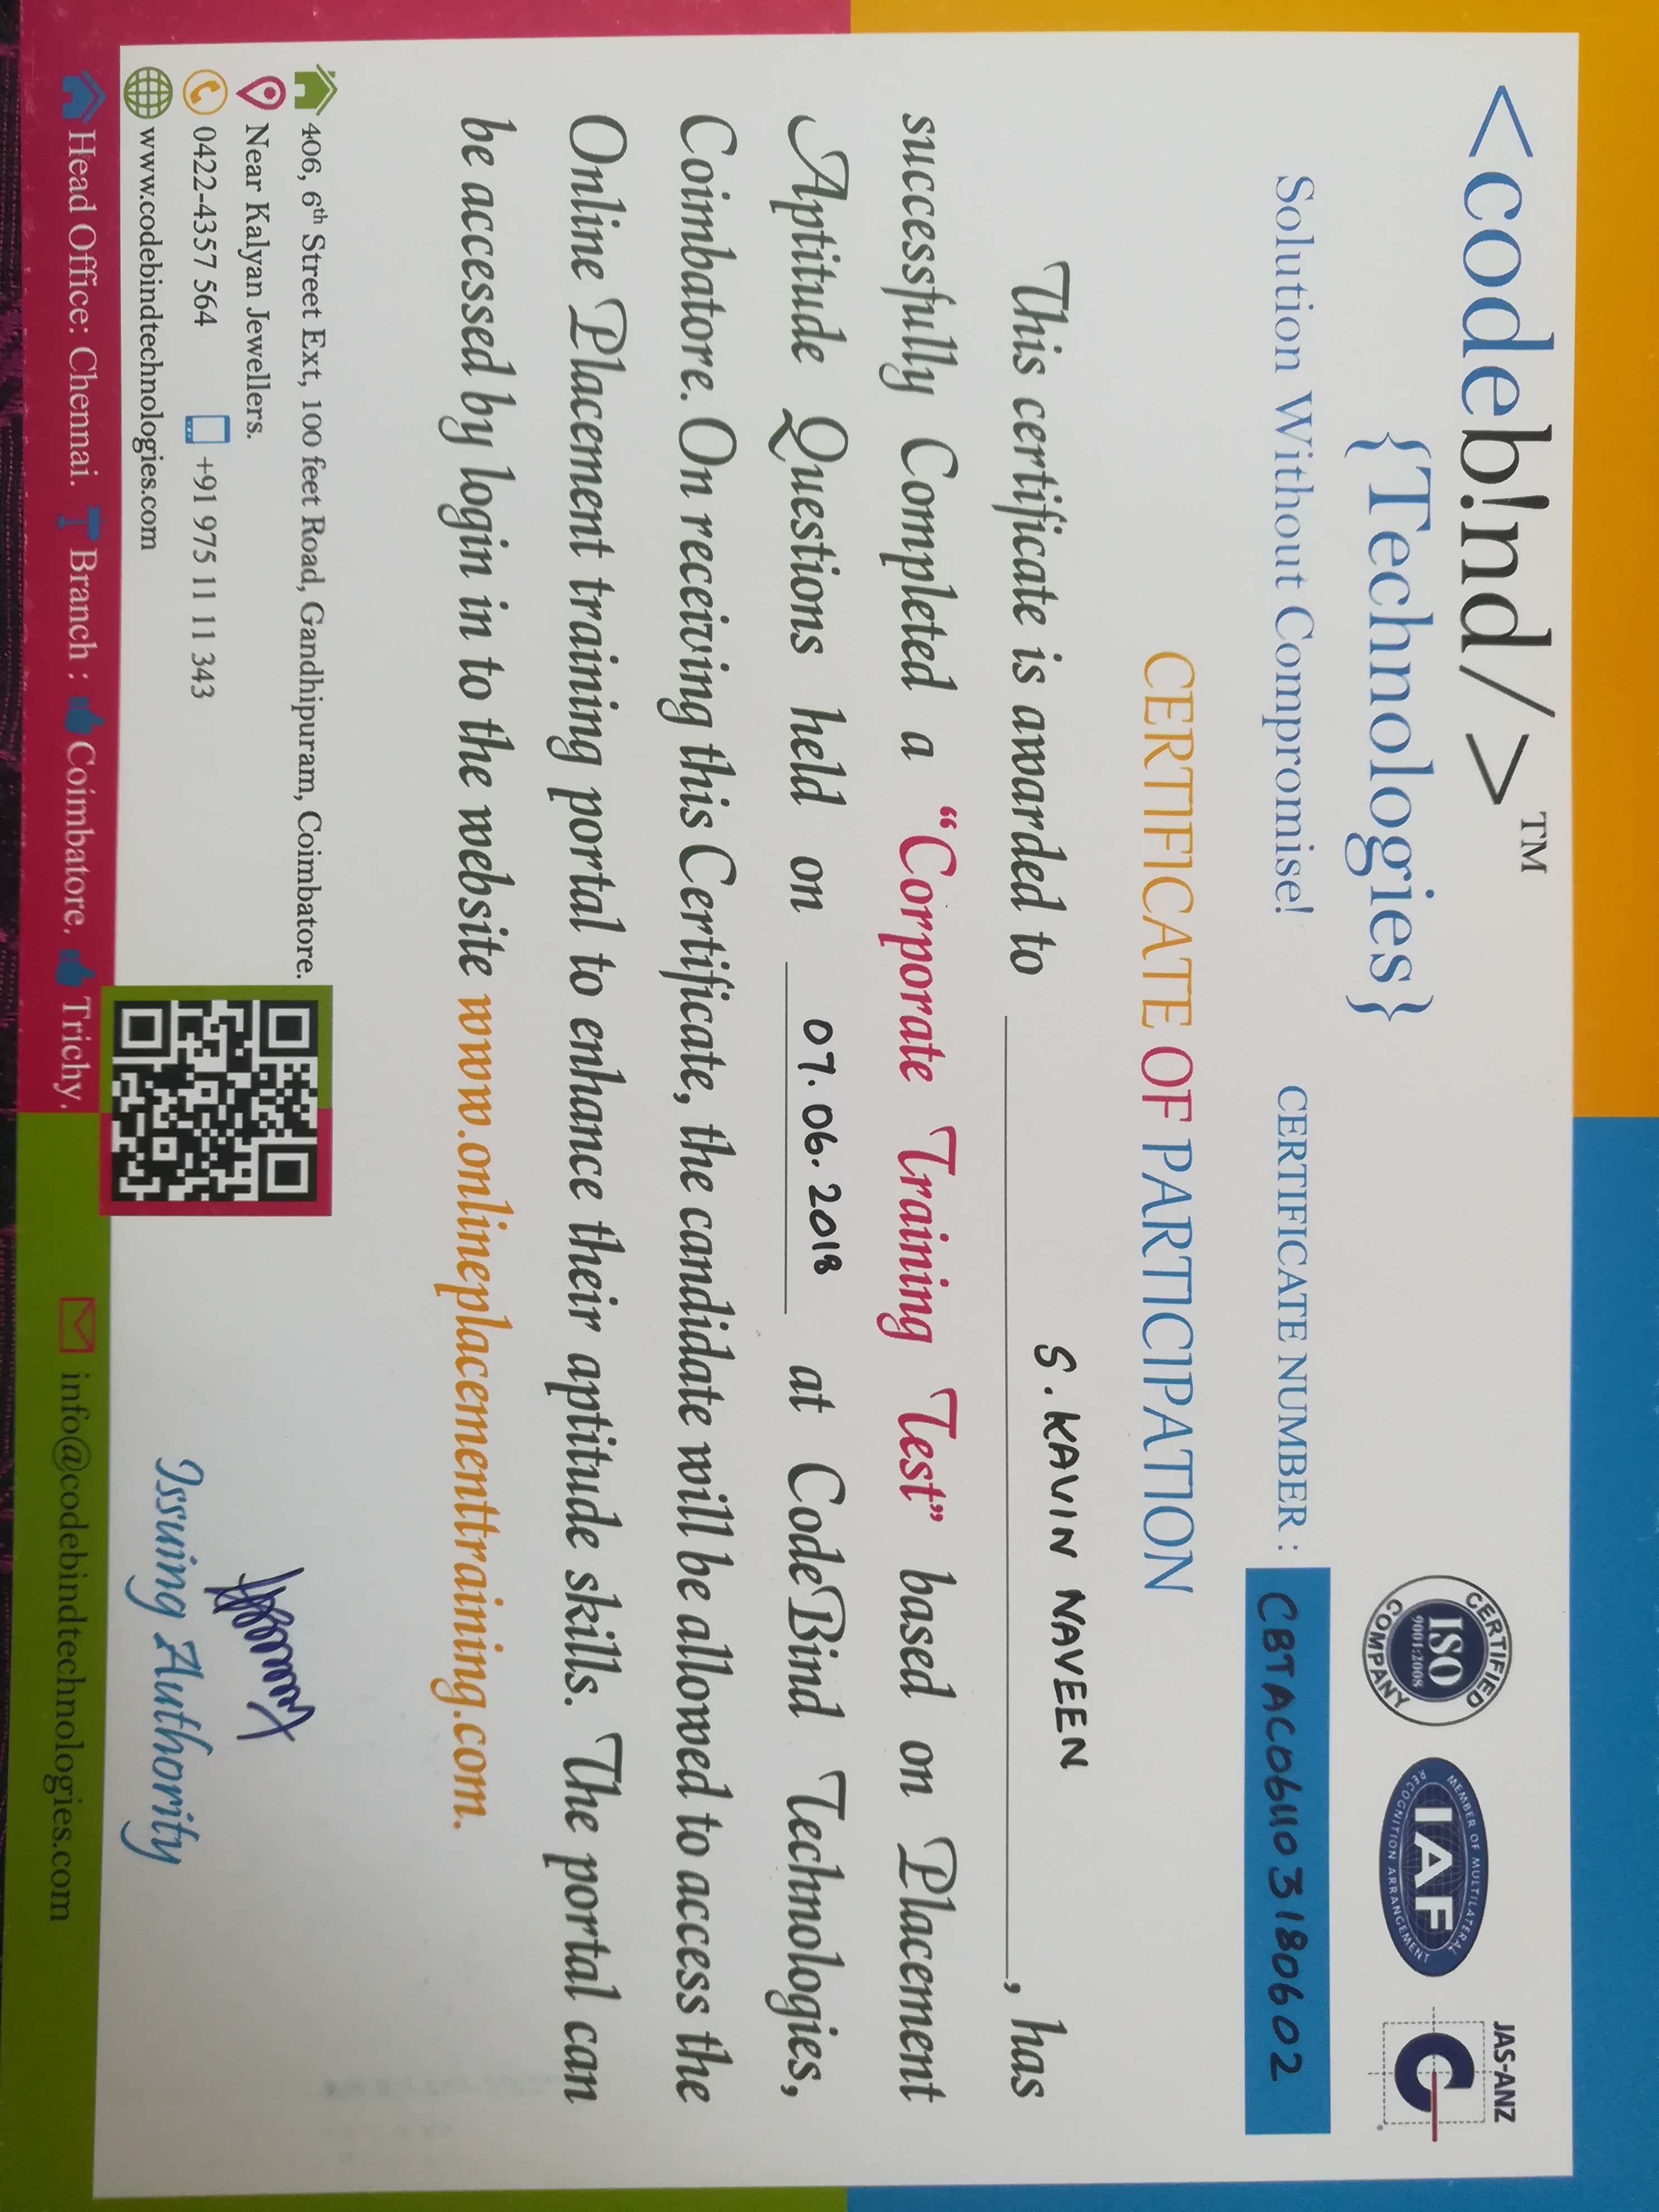 <codeb!nd/>™
{Technologies}
Solution Without Compromise!
CERTIFIED
ISO
9001:2008
COMPANY
MEMBER OF MULTILATERAL
IAF
RECOGNITION ARRANGEMENT
JAS-ANZ
CERTIFICATE NUMBER :
CERTIFICATE OF PARTICIPATION
This certificate is awarded to S. KAVIN NAVEEN, has
successfully Completed a “Corporate Training Test” based on Placement
Aptitude Questions held on 07.06.2018 at CodeBind Technologies,
Coimbatore. On receiving this Certificate, the candidate will be allowed to access the
Online Placement training portal to enhance their aptitude skills. The portal can
be accessed by login in to the website www.onlineplacementtraining.com.
406, 6th Street Ext, 100 feet Road, Gandhipuram, Coimbatore.
Near Kalyan Jewellers.
0422-4357 564 +91 975 11 11 343
www.codebindtechnologies.com
Issuing Authority
Head Office: Chennai. Branch : Coimbatore. Trichy.
info@codebindtechnologies.com